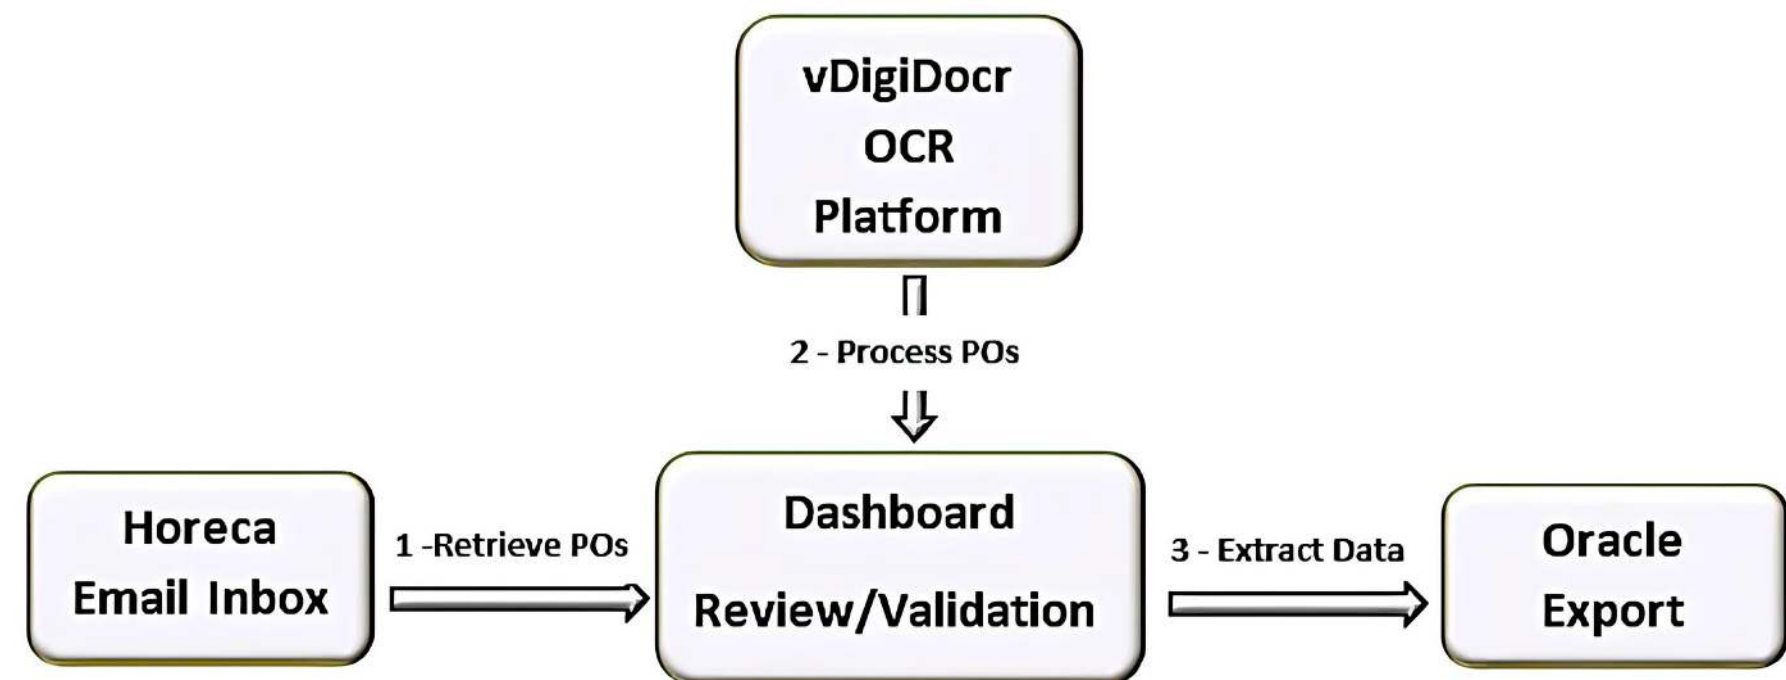 vDigiDocr
OCR
Platform
2 - Process POs
Horeca
Email Inbox
1 -Retrieve POs
Dashboard
Review/Validation
3 - Extract Data
Oracle
Export